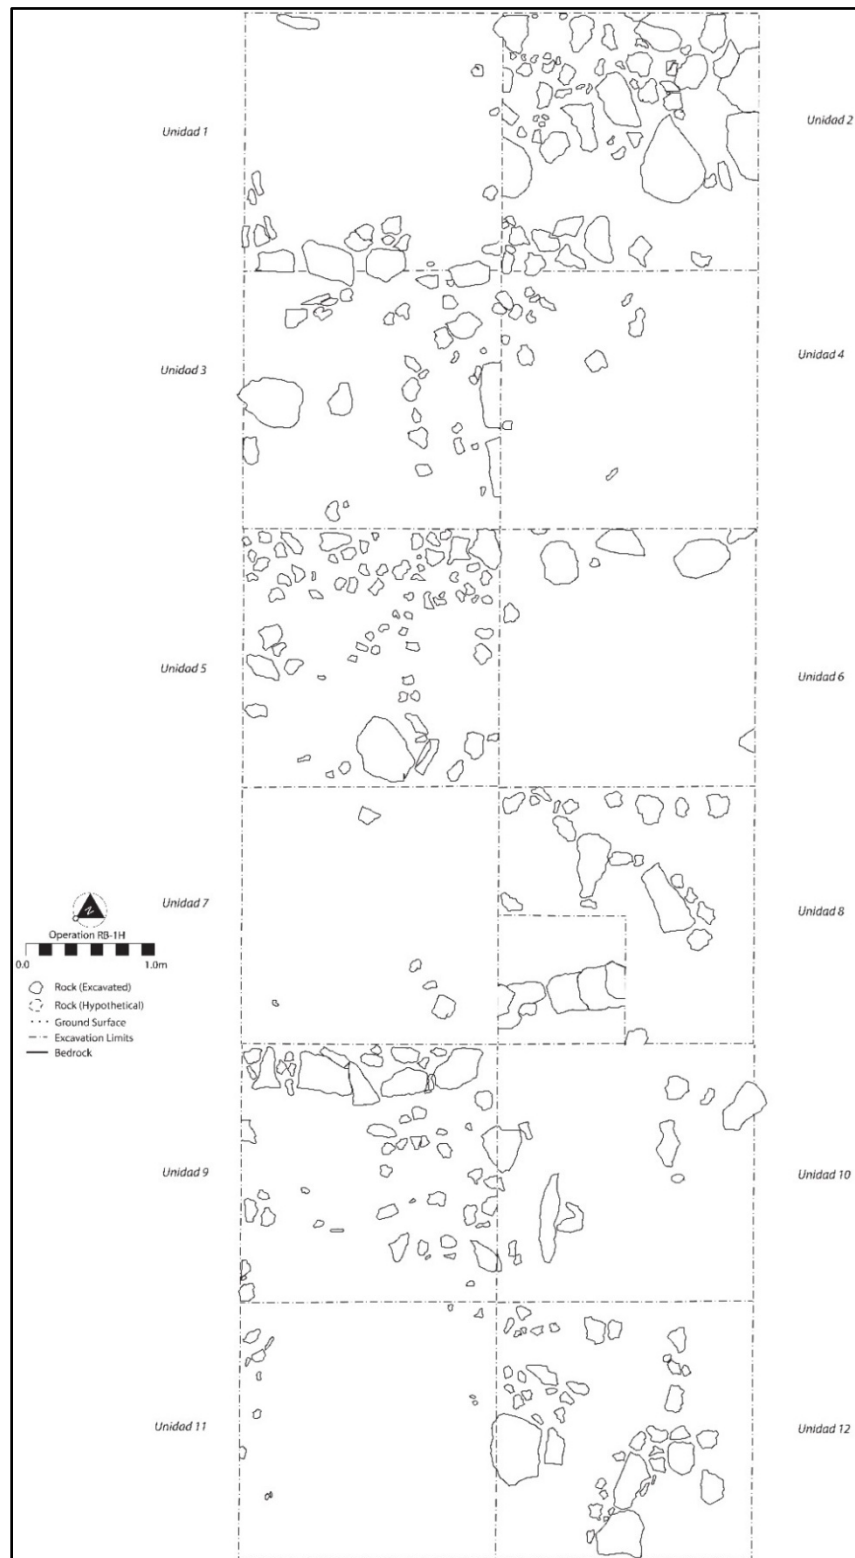 Unidad 1
Unidad 2
Unidad 3
Unidad 4
Unidad 5
Unidad 6
Unidad 7
Unidad 8
N
Operation RB-1H
0.0 1.0m
Rock (Excavated)
Rock (Hypothetical)
Ground Surface
Excavation Limits
Bedrock
Unidad 9
Unidad 10
Unidad 11
Unidad 12